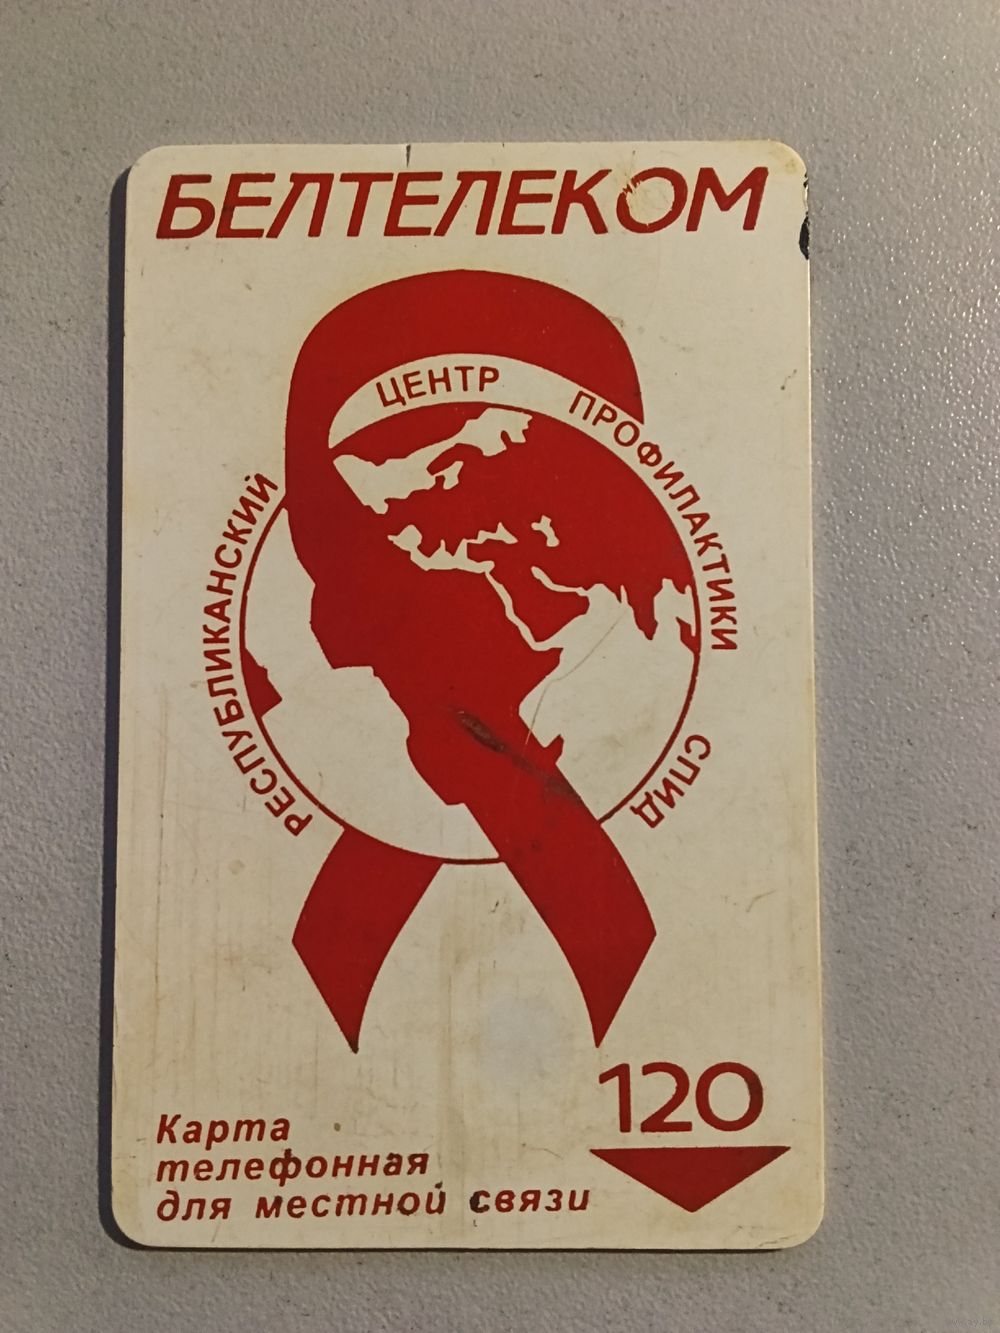 БЕЛТЕЛЕКОМ
РЕСПУБЛИКАНСКИЙ ЦЕНТР ПРОФИЛАКТИКИ СПИД
120
Карта
телефонная
для местной связи